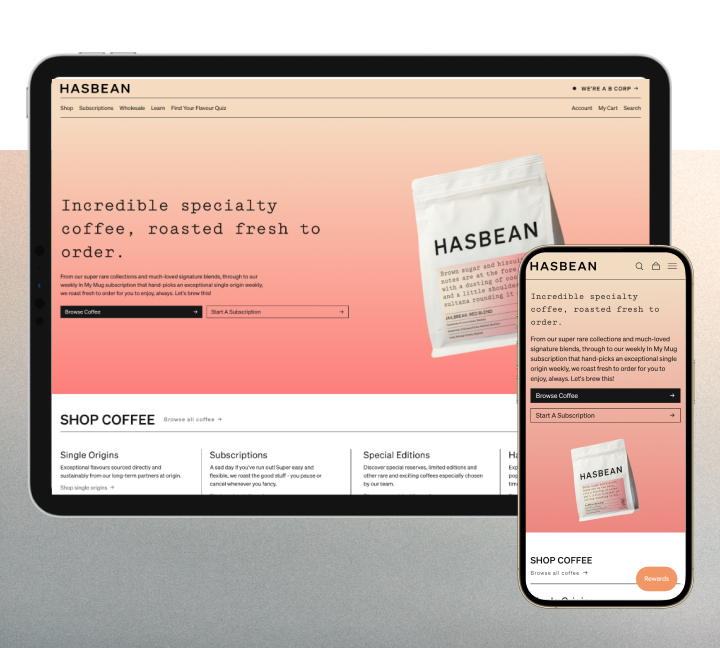 HASBEAN
WE'RE A B CORP →
Shop Subscriptions Wholesale Learn Find Your Flavour Quiz
Account My Cart Search
Incredible specialty
coffee, roasted fresh to
order.
From our super rare collections and much-loved signature blends, through to our
weekly In My Mug subscription that hand-picks an exceptional single origin weekly,
we roast fresh to order for you to enjoy, always. Let's brew this!
Browse Coffee →
Start A Subscription →
HASBEAN
Brown sugar and biscuit
notes are at the fore,
with a dusting of
and a little
sultana rounding it
SHOP COFFEE
Browse all coffee →
Single Origins
Exceptional flavours sourced directly and
sustainably from our long-term partners at origin.
Shop single origins →
Subscriptions
A sad day if you've run out! Super easy and
flexible, we roast the good stuff - you pause or
cancel whenever you fancy.
Special Editions
Discover special reserves, limited editions and
other rare and exciting coffees especially chosen
by our team.
HASBEAN
Incredible specialty
coffee, roasted fresh to
order.
From our super rare collections and much-loved
signature blends, through to our weekly In My Mug
subscription that hand-picks an exceptional single
origin weekly, we roast fresh to order for you to
enjoy, always. Let's brew this!
Browse Coffee →
Start A Subscription →
HASBEAN
SHOP COFFEE
Browse all coffee →
Rewards